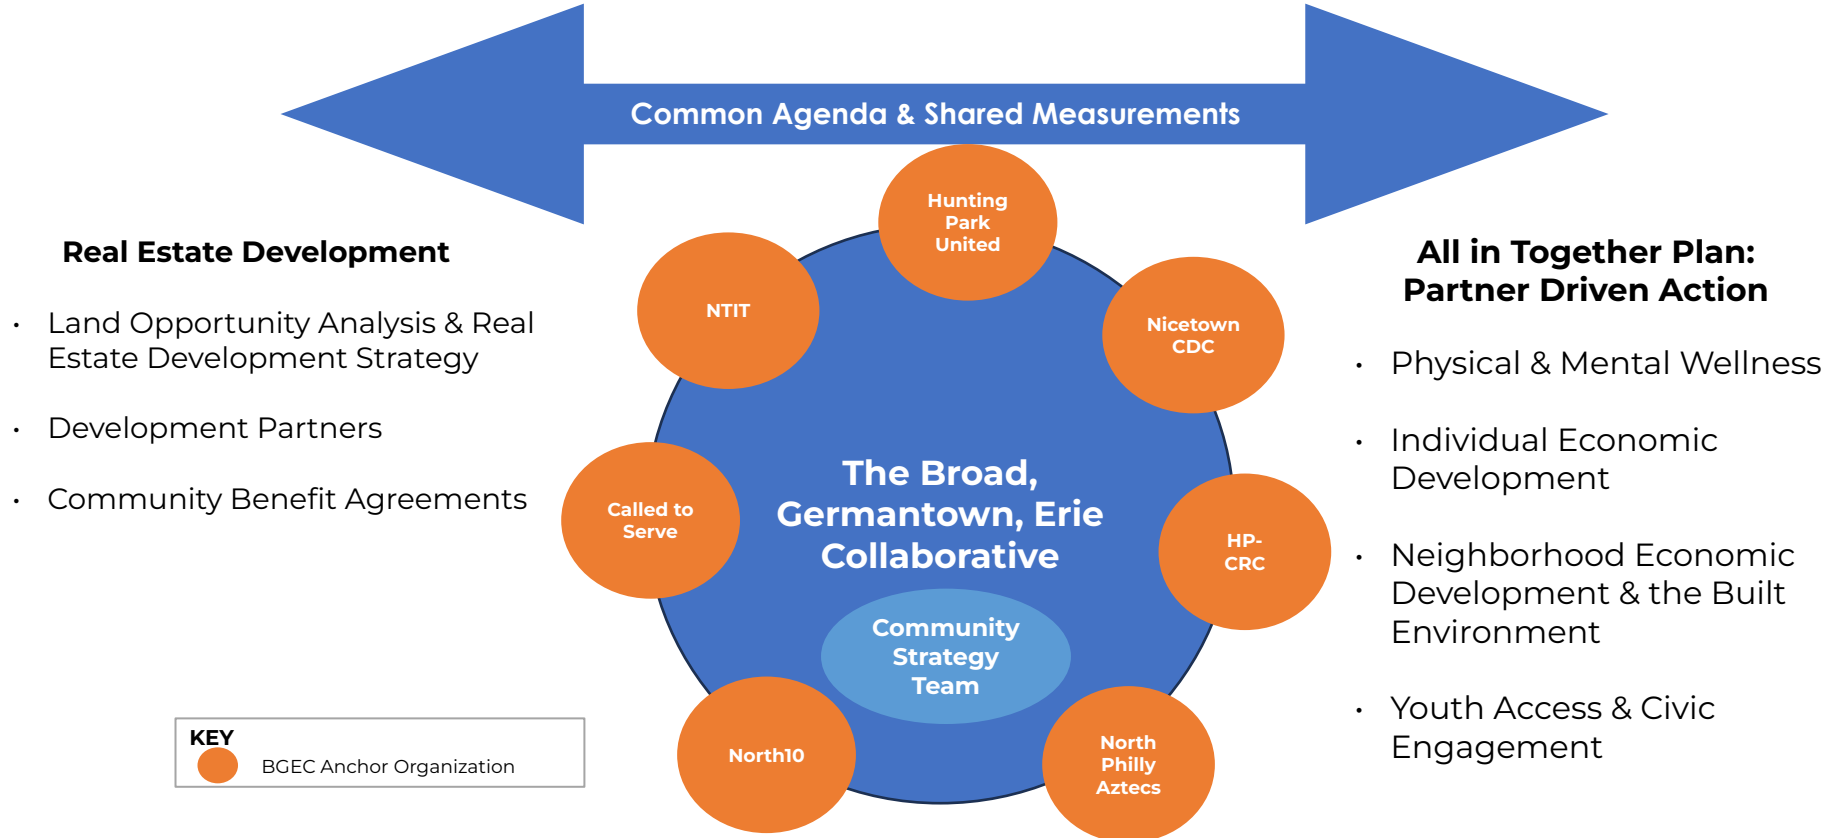 Common Agenda & Shared Measurements
Real Estate Development
• Land Opportunity Analysis & Real
Estate Development Strategy
• Development Partners
• Community Benefit Agreements
Hunting
Park
United
NTIT
Nicetown
CDC
Called to
Serve
HP-
CRC
North10
North
Philly
Aztecs
The Broad,
Germantown, Erie
Collaborative
Community
Strategy
Team
All in Together Plan:
Partner Driven Action
• Physical & Mental Wellness
• Individual Economic
Development
• Neighborhood Economic
Development & the Built
Environment
• Youth Access & Civic
Engagement
KEY
BGEC Anchor Organization